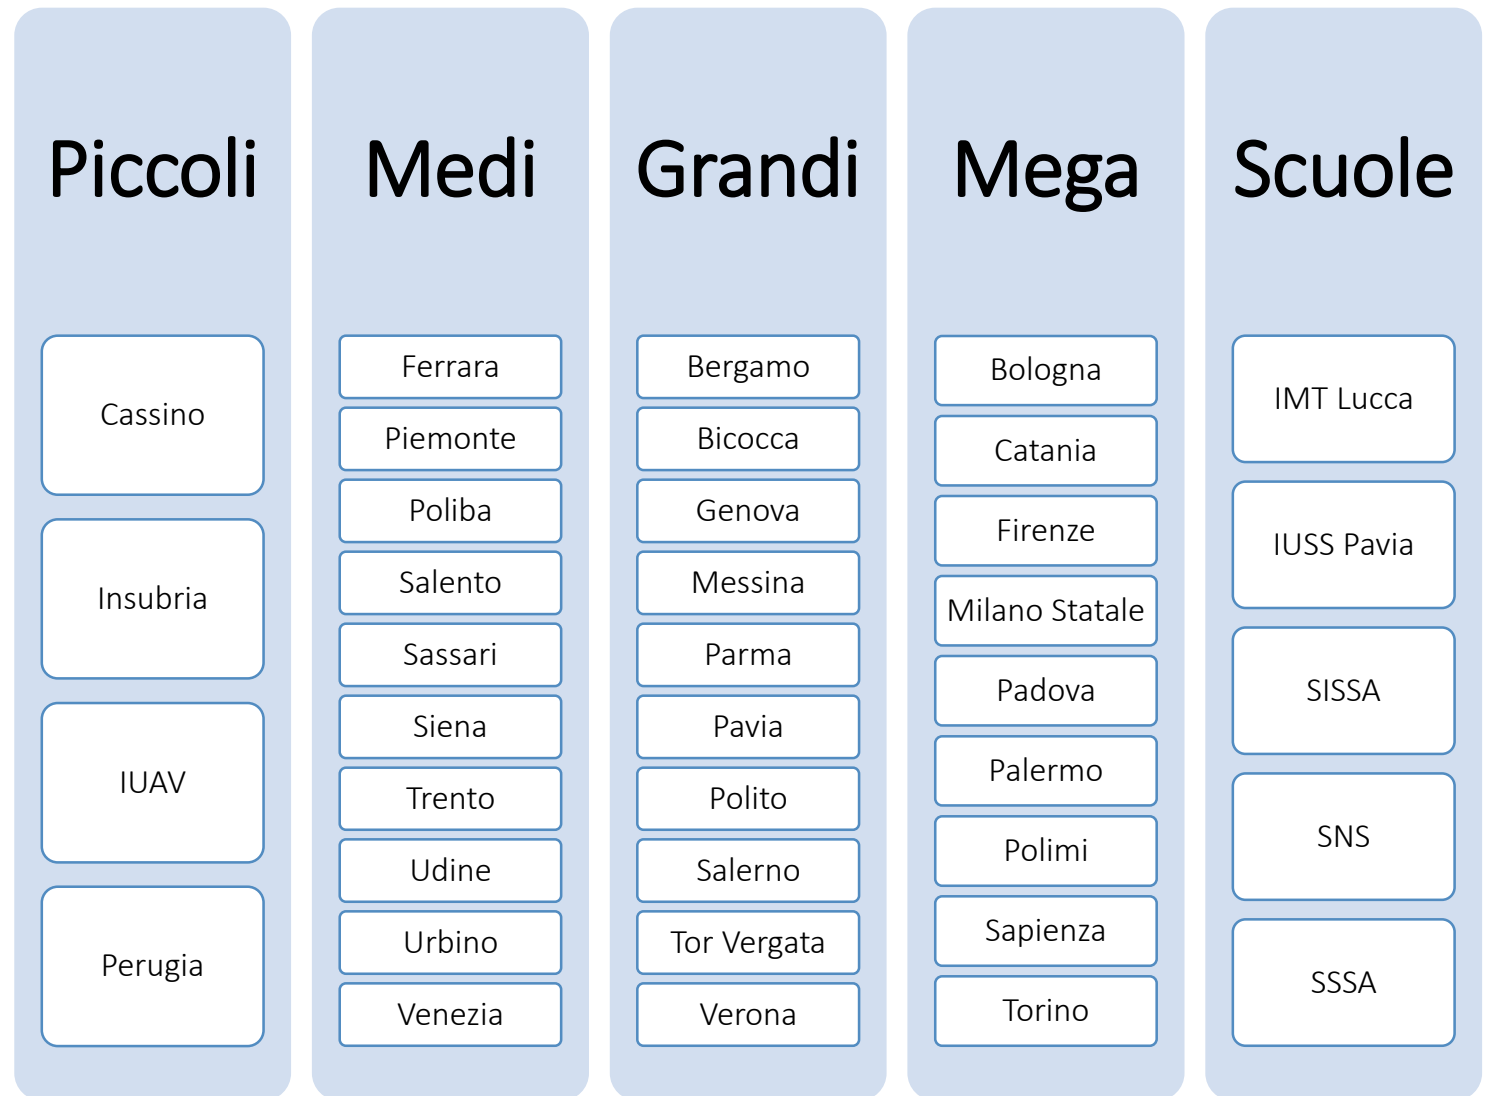 Piccoli
Cassino
Insubria
IUAV
Perugia
Medi
Ferrara
Piemonte
Poliba
Salento
Sassari
Siena
Trento
Udine
Urbino
Venezia
Grandi
Bergamo
Bicocca
Genova
Messina
Parma
Pavia
Polito
Salerno
Tor Vergata
Verona
Mega
Bologna
Catania
Firenze
Milano Statale
Padova
Palermo
Polimi
Sapienza
Torino
Scuole
IMT Lucca
IUSS Pavia
SISSA
SNS
SSSA